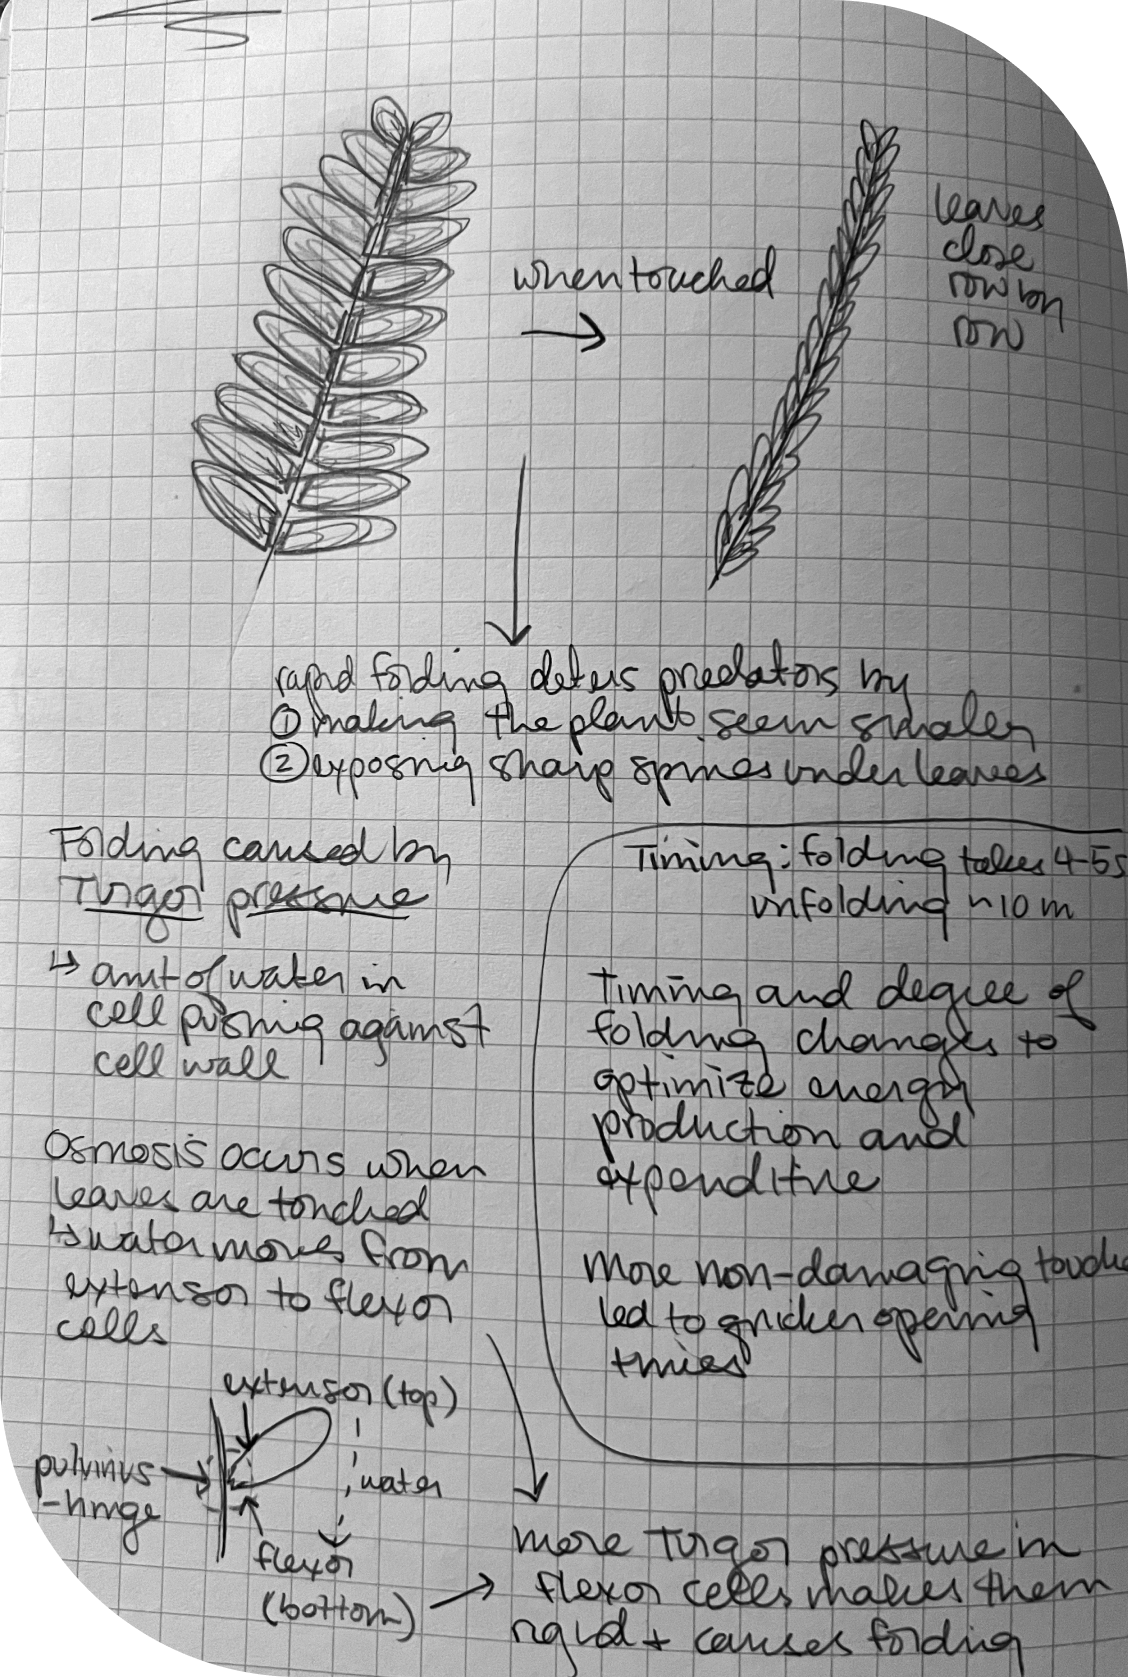 when touched
leaves
close
row by
row
rapid folding deters predators by
① making the plant seem smaller
② exposing sharp spines under leaves
Folding caused by
Turgor pressure
↳ amt of water in
cell pushing against
cell wall
Osmosis occurs when
leaves are touched
↳ water moves from
extensor to flexor
cells
extensor (top)
pulvinus
- hinge
water
flexor
(bottom)
Timing: folding takes 4-5s
unfolding ~10 m
Timing and degree of
folding changes to
optimize energy
production and
expenditure
More non-damaging touche
led to quicker opening
times
more Turgor pressure in
flexor cells makes them
rigid + causes folding